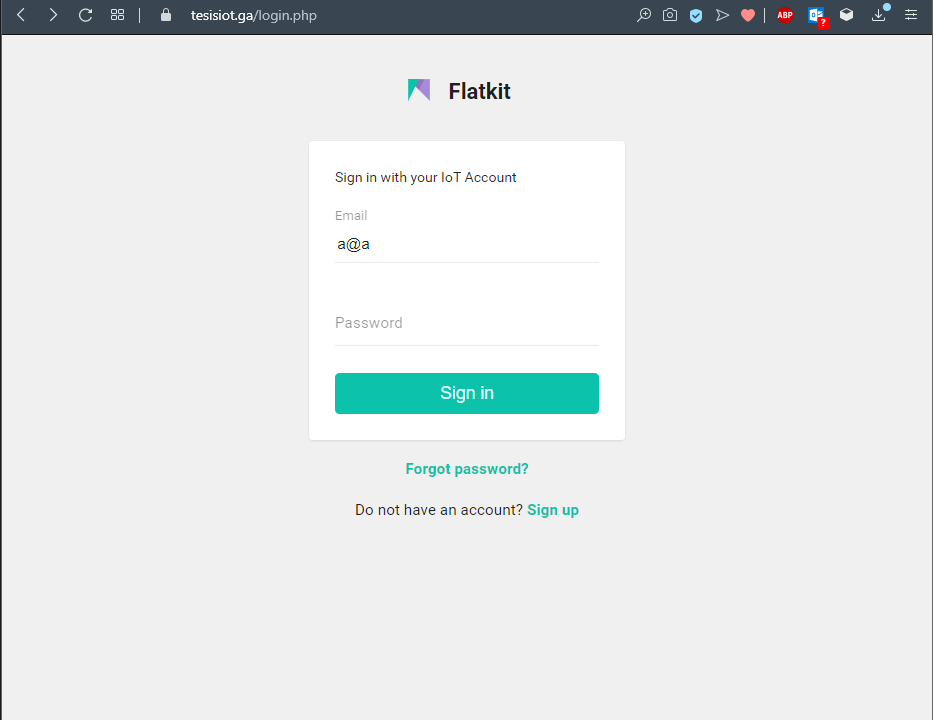 tesisiot.ga/login.php
ABP
?
Flatkit
Sign in with your IoT Account
Email
a@a
Password
Sign in
Forgot password?
Do not have an account? Sign up